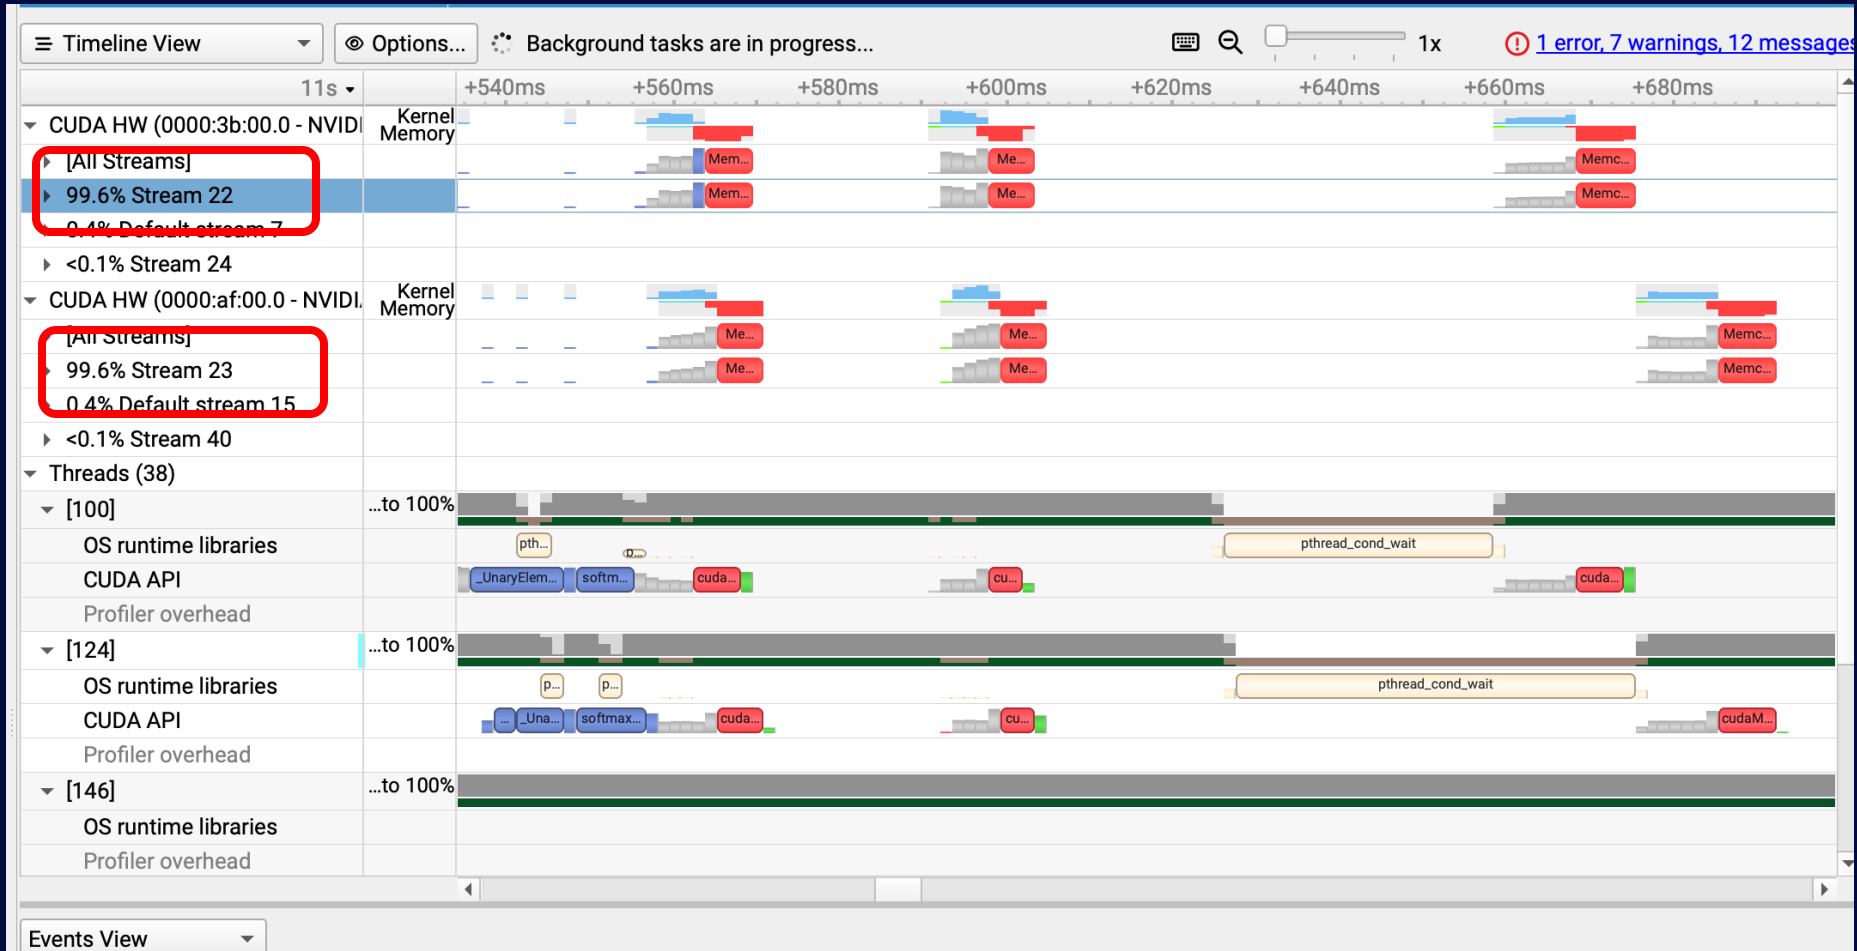 Timeline View Options... Background tasks are in progress... 1x 1 error, 7 warnings, 12 messages
11s +540ms +560ms +580ms +600ms +620ms +640ms +660ms +680ms
CUDA HW (0000:3b:00.0 - NVIDI Kernel
Memory
[All Streams] Mem... Me... Memc...
99.6% Stream 22 Mem... Me... Memc...
0.4% Default stream 7
<0.1% Stream 24
CUDA HW (0000:af:00.0 - NVIDI Kernel
Memory
[All Streams] Me... Me... Memc...
99.6% Stream 23 Me... Me... Memc...
0.4% Default stream 15
<0.1% Stream 40
Threads (38)
[100] ...to 100%
OS runtime libraries pth... p... pthread_cond_wait
CUDA API _UnaryElem... softm... cuda... cu... cuda...
Profiler overhead
[124] ...to 100%
OS runtime libraries p... p... pthread_cond_wait
CUDA API ... _Una... softmax... cuda... cu... cudaM...
Profiler overhead
[146] ...to 100%
OS runtime libraries
Profiler overhead
Events View